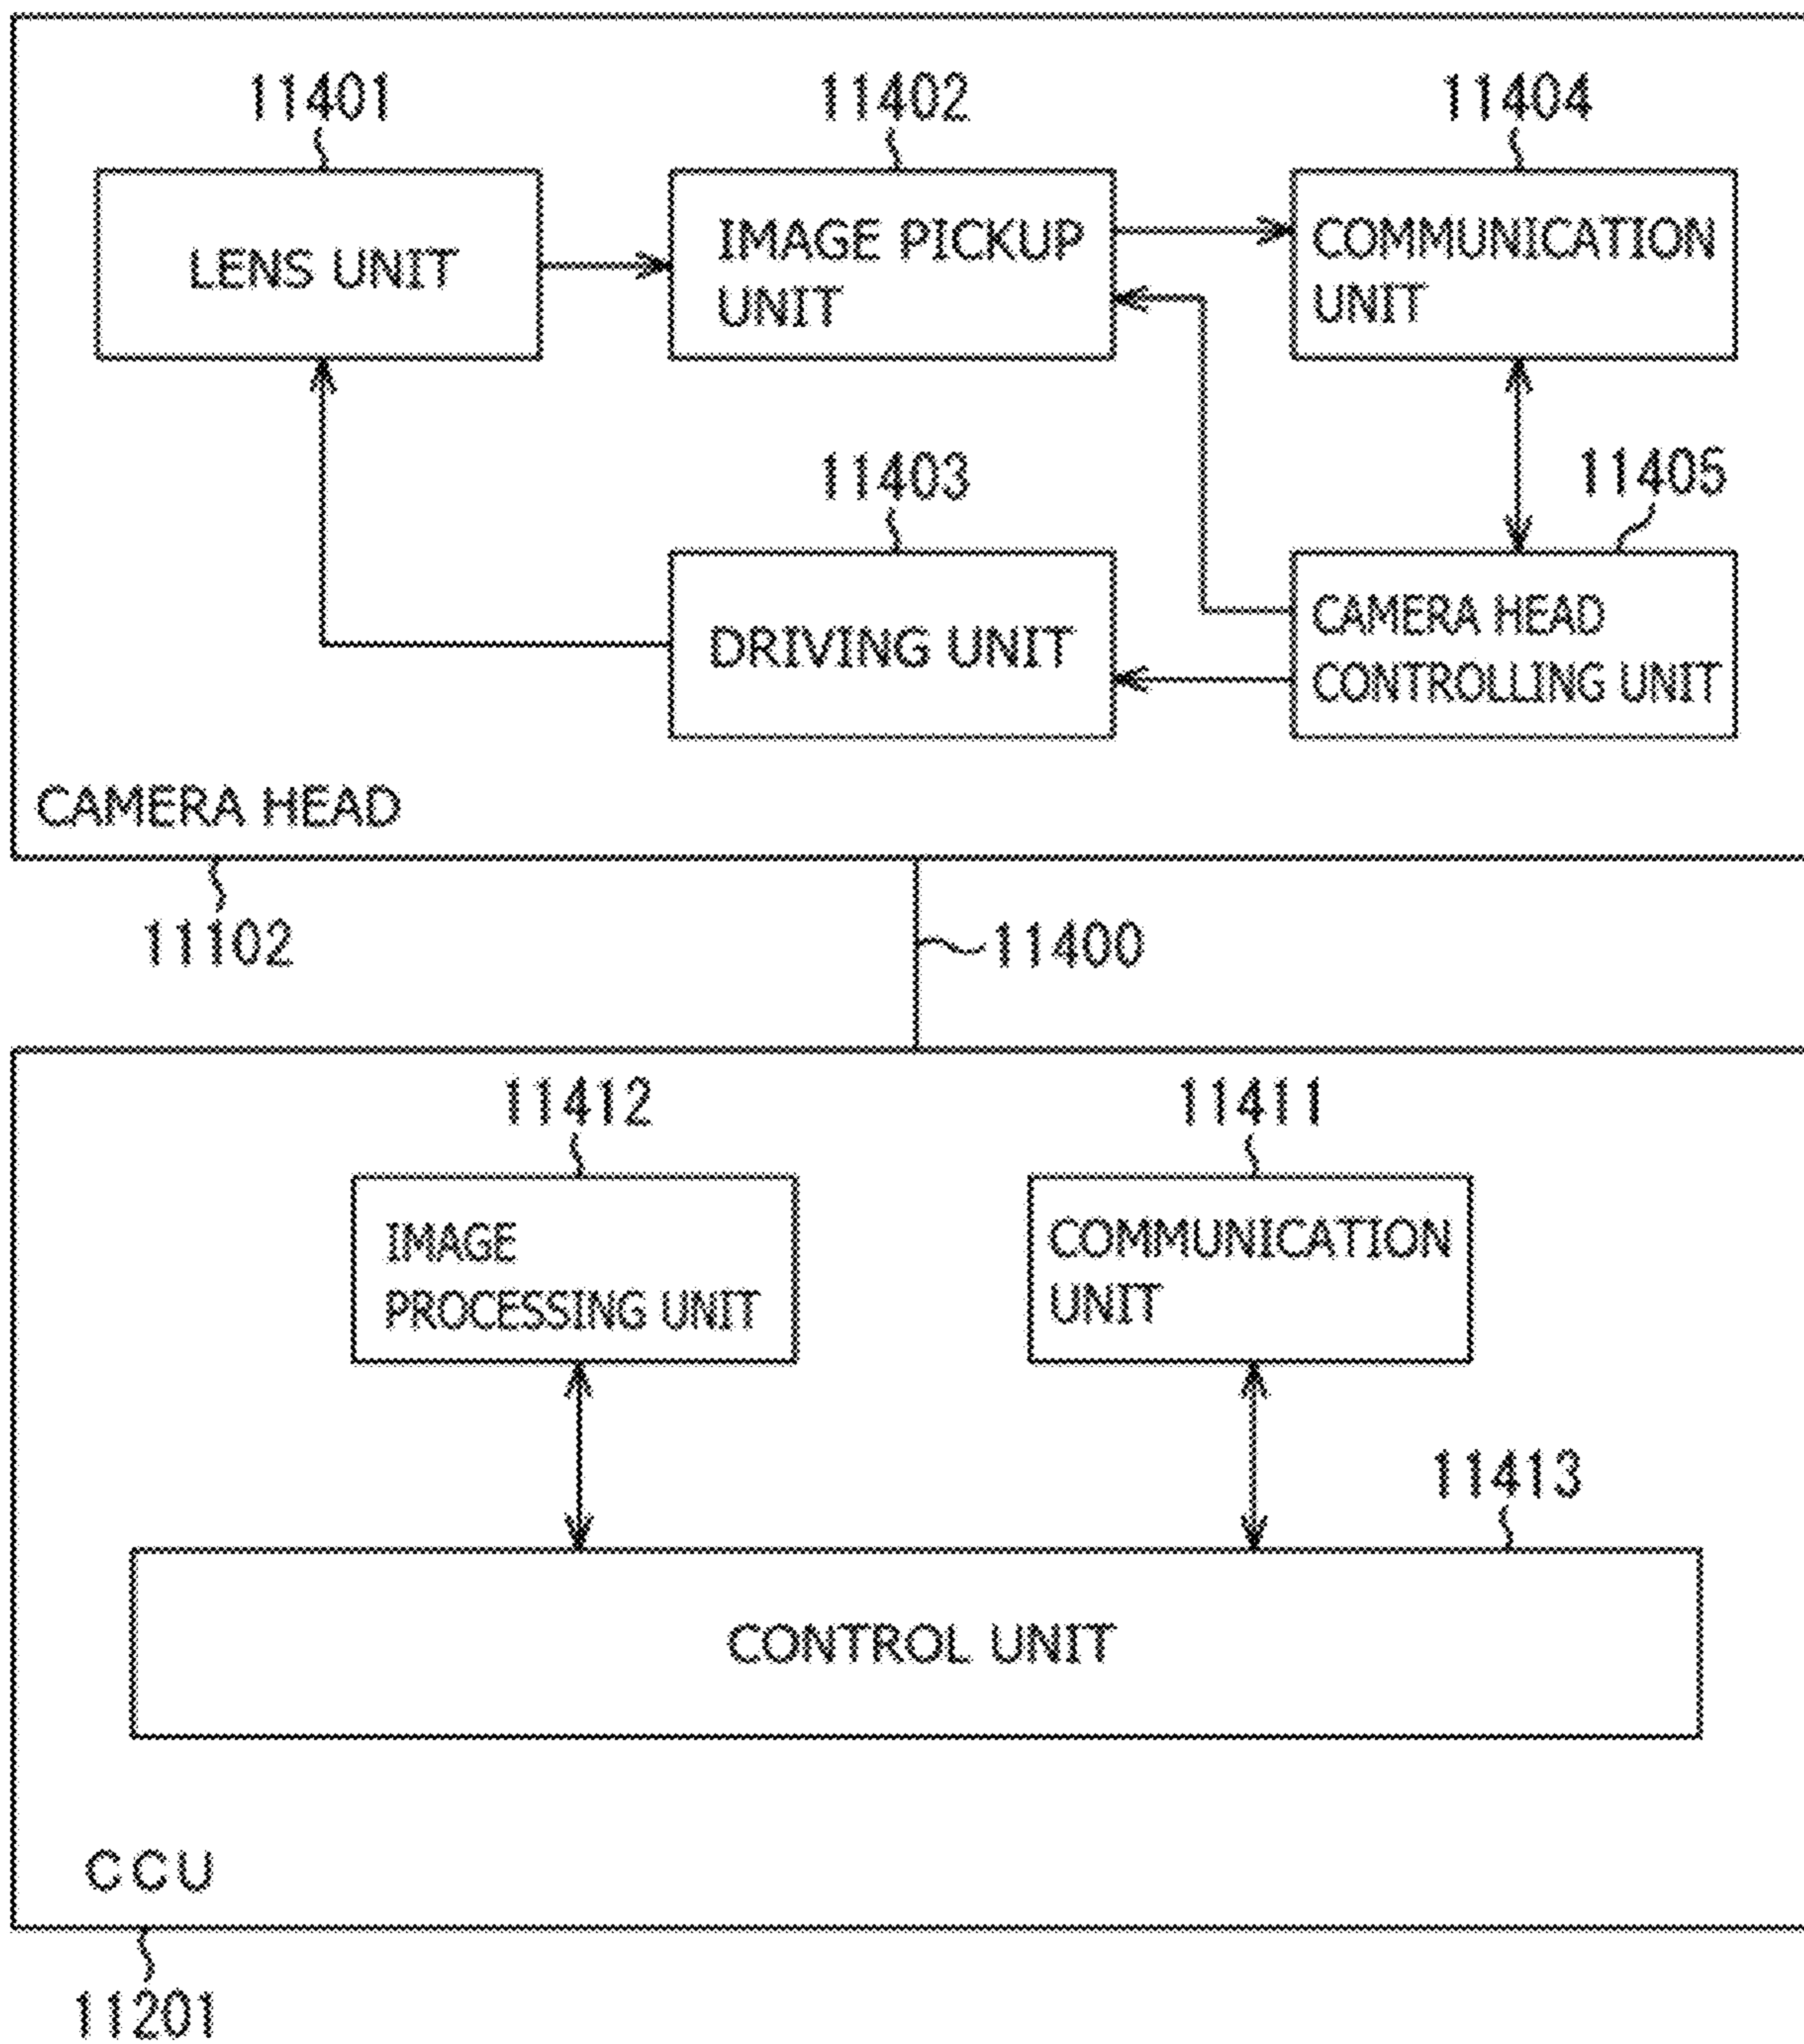 11401
11402
11404
LENS UNIT
IMAGE PICKUP
UNIT
COMMUNICATION
UNIT
11403
11405
DRIVING UNIT
CAMERA HEAD
CONTROLLING UNIT
CAMERA HEAD
11102
11400
11412
11411
IMAGE
PROCESSING UNIT
COMMUNICATION
UNIT
11413
CONTROL UNIT
CCU
11201